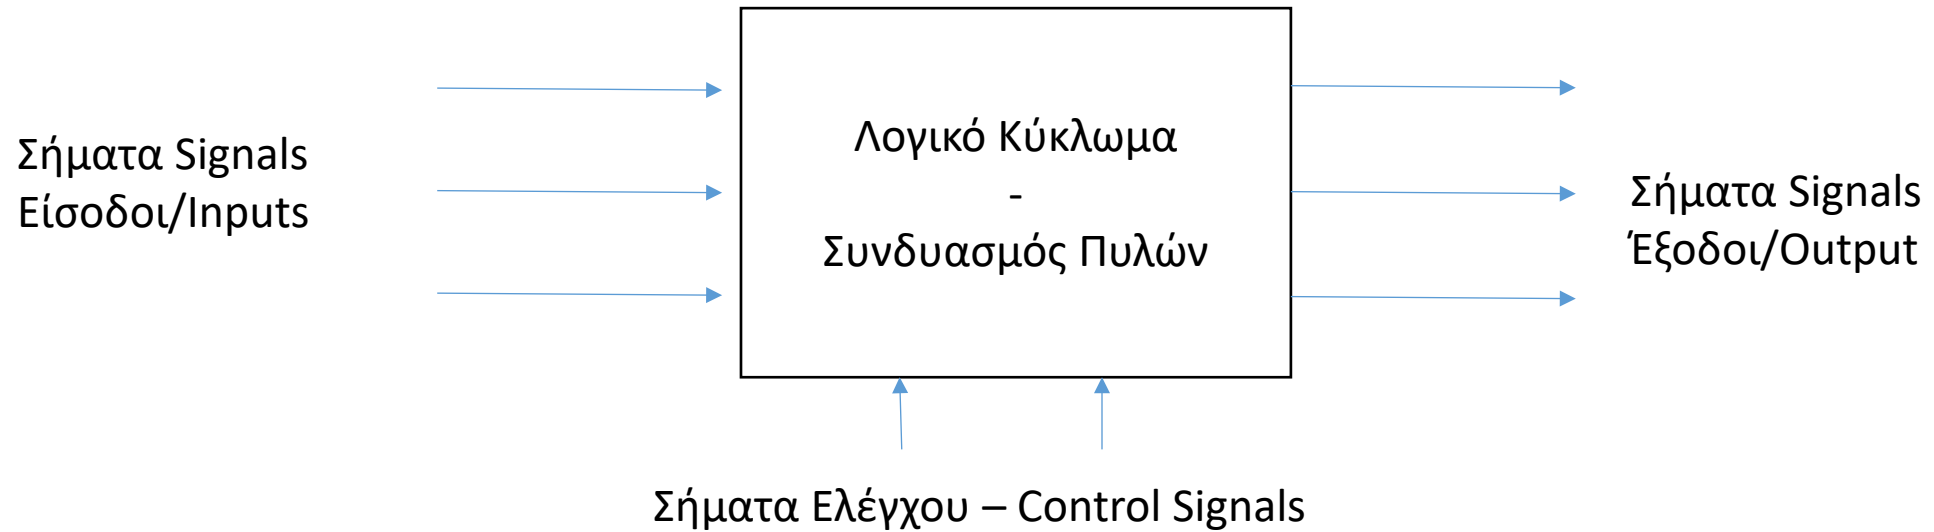 Σήματα Signals
Είσοδοι/Inputs
Λογικό Κύκλωμα
-
Συνδυασμός Πυλών
Σήματα Signals
Έξοδοι/Output
Σήματα Ελέγχου – Control Signals